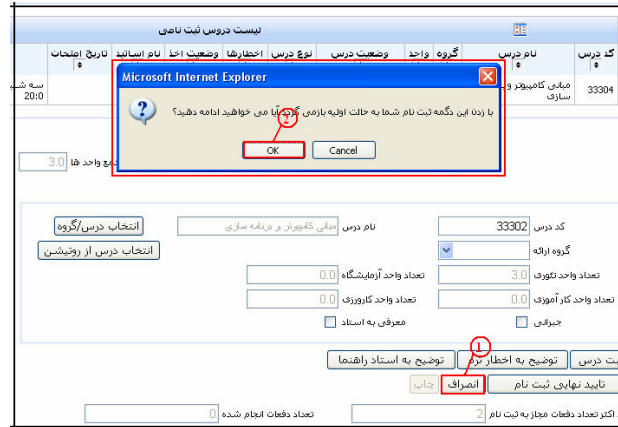 لیست دروس ثبت نامی
کد درس نام درس گروه واحد وضعیت درس نوع درس اخطارها وضعیت اخذ نام اساتید تاریخ امتحان
33304 مبانی کامپیوتر و
سازی
20:0
Microsoft Internet Explorer
با زدن این دگمه ثبت نام شما به حالت اولیه بازمی گردد آیا می خواهید ادامه دهید؟
2
OK Cancel
مع واحد ها 3.0
کد درس 33302 نام درس مبانی کامپیوتر و برنامه سازی انتخاب درس/گروه
گروه ارائه انتخاب درس از روتیشن
تعداد واحد تئوری 3.0 تعداد واحد آزمایشگاه 0.0
تعداد واحد کار آموزی 0.0 تعداد واحد کارورزی 0.0
جبرانی معرفی به استاد
1
بت درس توضیح به اخطار ترم توضیح به استاد راهنما
تایید نهایی ثبت نام انصراف چاپ
اکثر تعداد دفعات مجاز به ثبت نام 2 تعداد دفعات انجام شده 0